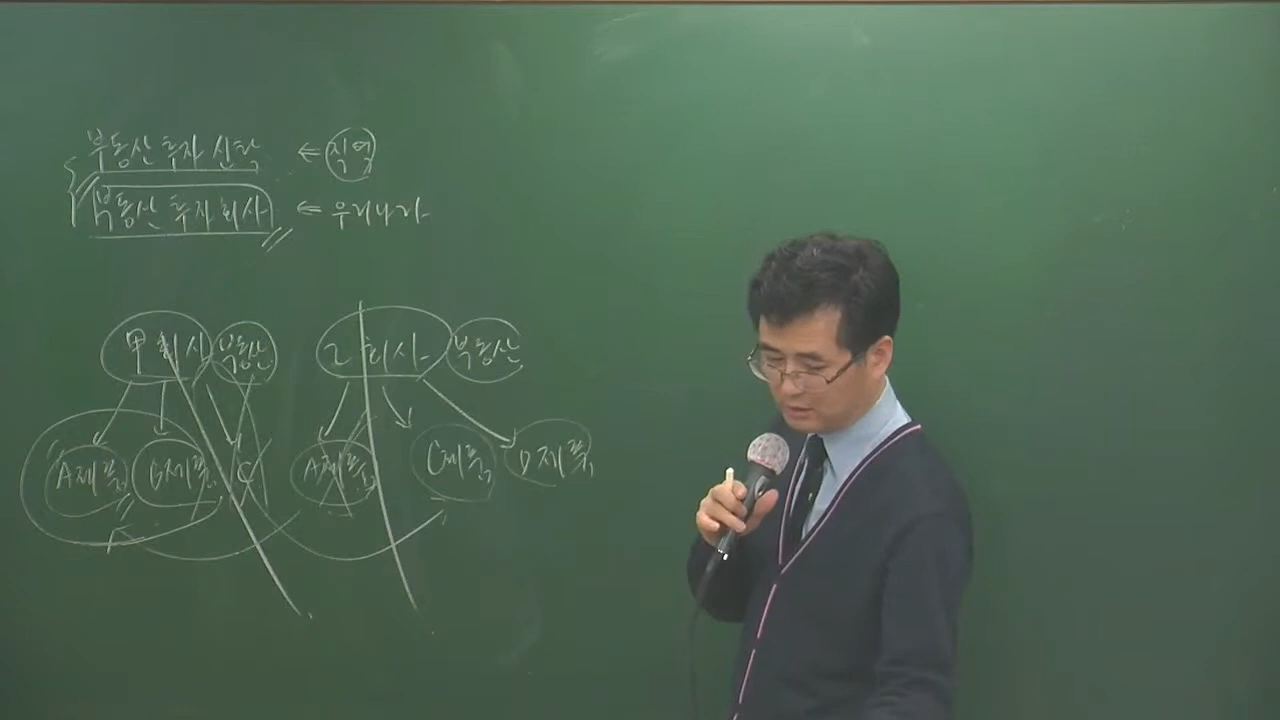 부동산 투자 신탁 ⇐ 직역
부동산 투자 회사 ⇐ 우리나라
甲 회사 부동산 乙 회사 부동산
A제품 B제품 C A제품 C제품 D제품